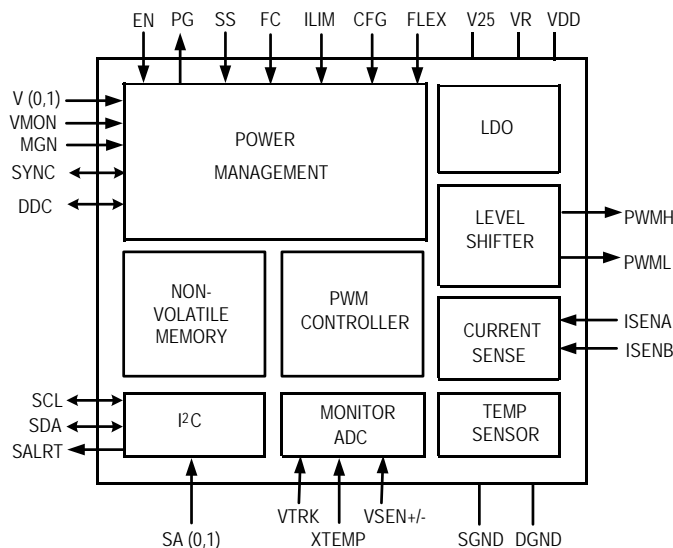 EN PG SS FC ILIM CFG FLEX V25 VR VDD
V (0,1)
VMON
MGN
SYNC
DDC
POWER
MANAGEMENT
LDO
LEVEL
SHIFTER
PWMH
PWML
NON-
VOLATILE
MEMORY
PWM
CONTROLLER
CURRENT
SENSE
ISENA
ISENB
SCL
SDA
SALRT
I²C
MONITOR
ADC
TEMP
SENSOR
SA (0,1)
VTRK
XTEMP
VSEN+/-
SGND
DGND